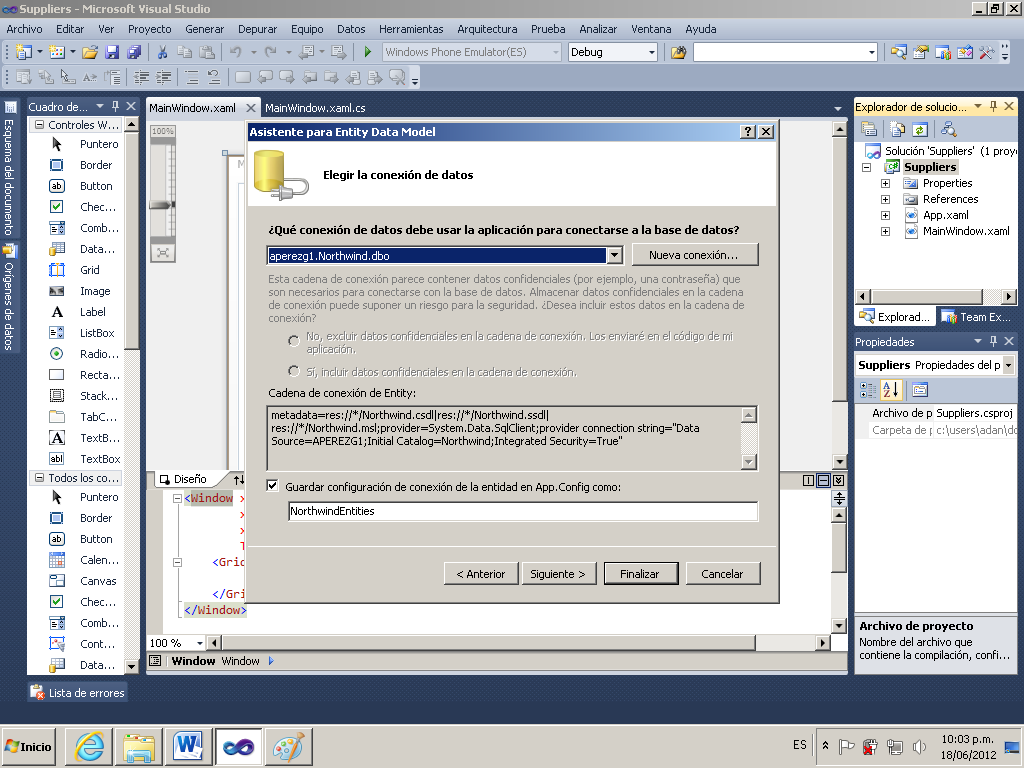 Suppliers - Microsoft Visual Studio
Archivo Editar Ver Proyecto Generar Depurar Equipo Datos Herramientas Arquitectura Prueba Analizar Ventana Ayuda
Windows Phone Emulator(ES) Debug
Esquema del documento
Orígenes de datos
Cuadro de...
Controles W...
Puntero
Border
Button
Chec...
Comb...
Data...
Grid
Image
Label
ListBox
Radio...
Recta...
Stack...
TabC...
TextB...
TextBox
Todos los co...
Puntero
Border
Button
Calen...
Canvas
Chec...
Comb...
Cont...
Data...
MainWindow.xaml MainWindow.xaml.cs
100%
Asistente para Entity Data Model
Elegir la conexión de datos
¿Qué conexión de datos debe usar la aplicación para conectarse a la base de datos?
aperezg1.Northwind.dbo Nueva conexión...
Esta cadena de conexión parece contener datos confidenciales (por ejemplo, una contraseña) que
son necesarios para conectarse con la base de datos. Almacenar datos confidenciales en la cadena
de conexión puede suponer un riesgo para la seguridad. ¿Desea incluir estos datos en la cadena de
conexión?
No, excluir datos confidenciales en la cadena de conexión. Los enviaré en el código de mi
aplicación.
Sí, incluir datos confidenciales en la cadena de conexión.
Cadena de conexión de Entity:
metadata=res://*/Northwind.csdl|res://*/Northwind.ssdl|
res://*/Northwind.msl;provider=System.Data.SqlClient;provider connection string="Data
Source=APEREZG1;Initial Catalog=Northwind;Integrated Security=True"
Guardar configuración de conexión de la entidad en App.Config como:
NorthwindEntities
< Anterior Siguiente > Finalizar Cancelar
Diseño
<Window
<Gric
</Gri
</Window>
100 %
Window Window
Explorador de solucio...
Solución 'Suppliers' (1 proye
Suppliers
Properties
References
App.xaml
MainWindow.xaml
Explorad... Team Ex...
Propiedades
Suppliers Propiedades del p
Archivo de p Suppliers.csproj
Carpeta de p c:\users\adan\do
Archivo de proyecto
Nombre del archivo que
contiene la compilación, confi...
Lista de errores
Inicio
ES
10:03 p.m.
18/06/2012